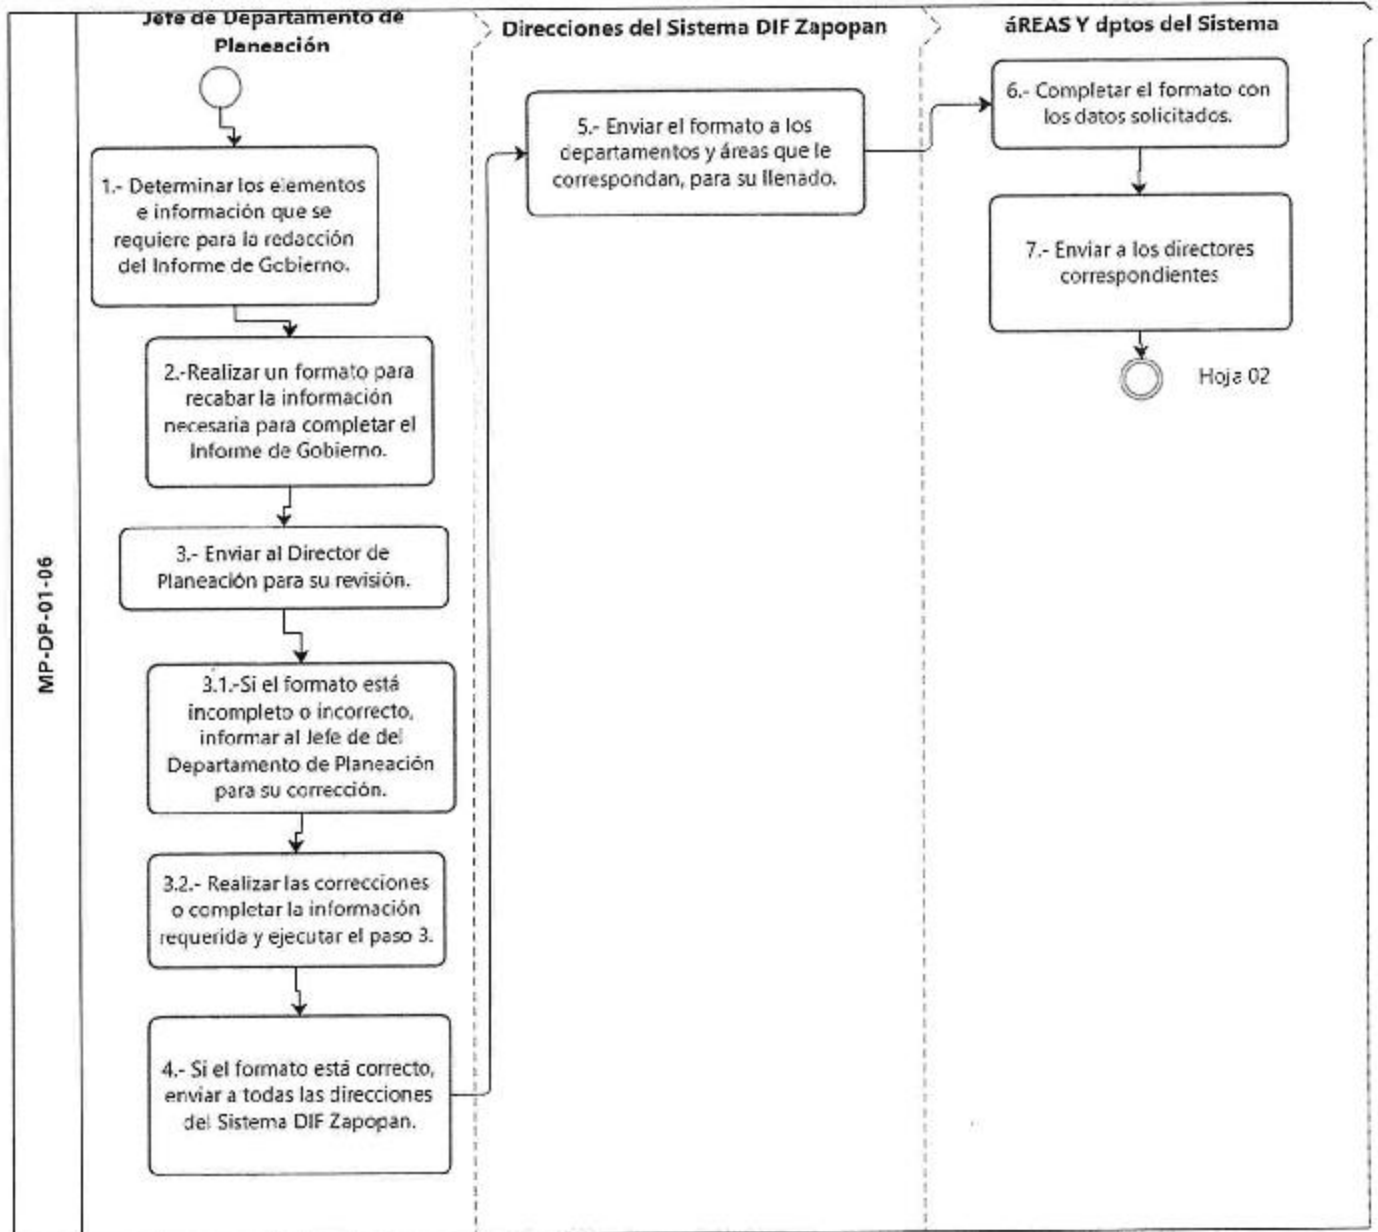 Jefe de Departamento de
Planeación
Direcciones del Sistema DIF Zapopan
áREAS Y dptos del Sistema
MP-DP-01-06
1.- Determinar los elementos
e información que se
requiere para la redacción
del Informe de Gobierno.
2.-Realizar un formato para
recabar la información
necesaria para completar el
Informe de Gobierno.
3.- Enviar al Director de
Planeación para su revisión.
3.1.-Si el formato está
incompleto o incorrecto,
informar al Jefe de del
Departamento de Planeación
para su corrección.
3.2.- Realizar las correcciones
o completar la información
requerida y ejecutar el paso 3.
4.- Si el formato está correcto,
enviar a todas las direcciones
del Sistema DIF Zapopan.
5.- Enviar el formato a los
departamentos y áreas que le
correspondan, para su llenado.
6.- Completar el formato con
los datos solicitados.
7.- Enviar a los directores
correspondientes
Hoja 02